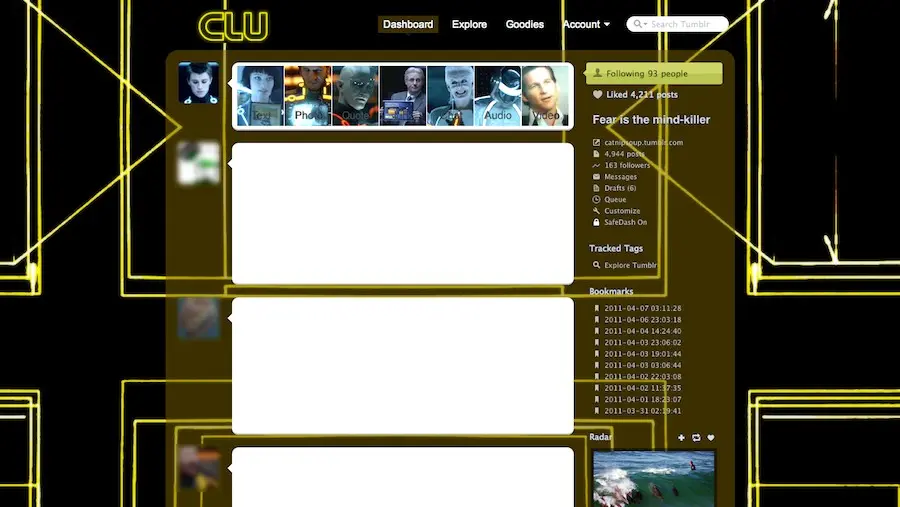 CLU
Dashboard Explore Goodies Account
Search Tumblr
Text Photo Quote Chat Audio Video
Following 93 people
Liked 4,211 posts
Fear is the mind-killer
catnipsoup.tumblr.com
4,944 posts
163 followers
Messages
Drafts (6)
Queue
Customize
SafeDash On
Tracked Tags
Explore Tumblr
Bookmarks
2011-04-07 03:11:28
2011-04-06 23:03:18
2011-04-04 14:24:40
2011-04-03 23:06:02
2011-04-03 19:01:44
2011-04-03 03:06:44
2011-04-02 22:03:08
2011-04-02 11:37:35
2011-04-01 18:23:07
2011-03-31 02:19:41
Radar